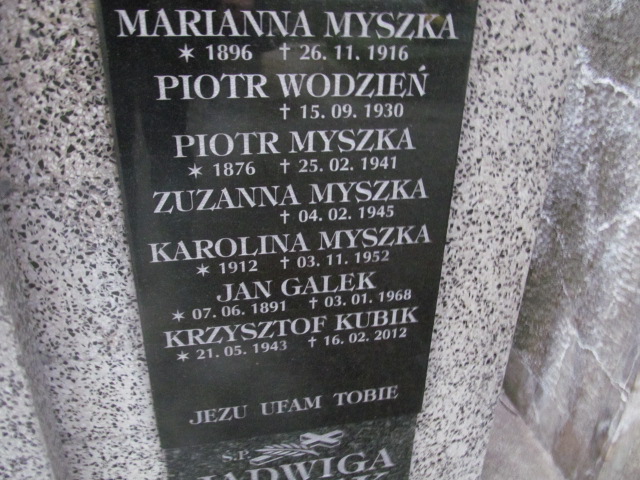 MARIANNA MYSZKA
✶ 1896 † 26. 11. 1916
PIOTR WODZIEŃ
† 15. 09. 1930
PIOTR MYSZKA
✶ 1876 † 25. 02. 1941
ZUZANNA MYSZKA
† 04. 02. 1945
KAROLINA MYSZKA
✶ 1912 † 03. 11. 1952
JAN GALEK
✶ 07. 06. 1891 † 03. 01. 1968
KRZYSZTOF KUBIK
✶ 21. 05. 1943 † 16. 02. 2012
JEZU UFAM TOBIE
Ś.P.
JADWIGA